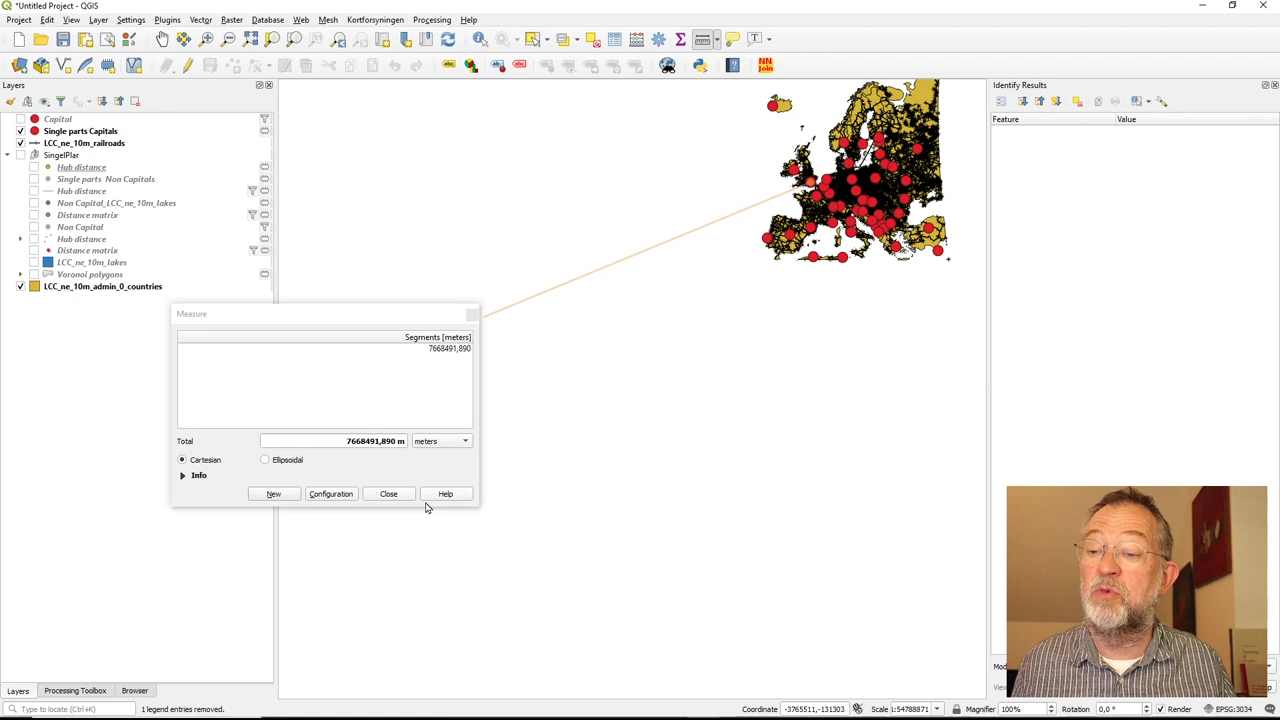 *Untitled Project - QGIS
Project Edit View Layer Settings Plugins Vector Raster Database Web Mesh Kortforsyningen Processing Help
Layers
Capital
Single parts Capitals
LCC_ne_10m_railroads
SingelPlar
Hub distance
Single parts Non Capitals
Hub distance
Non Capital_LCC_ne_10m_lakes
Distance matrix
Non Capital
Hub distance
Distance matrix
LCC_ne_10m_lakes
Voronoi polygons
LCC_ne_10m_admin_0_countries
Measure
Segments [meters]
7668491,890
Total 7668491,890 m meters
Cartesian Ellipsoidal
Info
New Configuration Close Help
Identify Results
Feature Value
Layers Processing Toolbox Browser
Type to locate (Ctrl+K) 1 legend entries removed. Coordinate -3765511,-131303 Scale 1:54788871 Magnifier 100% Rotation 0,0 ° Render EPSG:3034